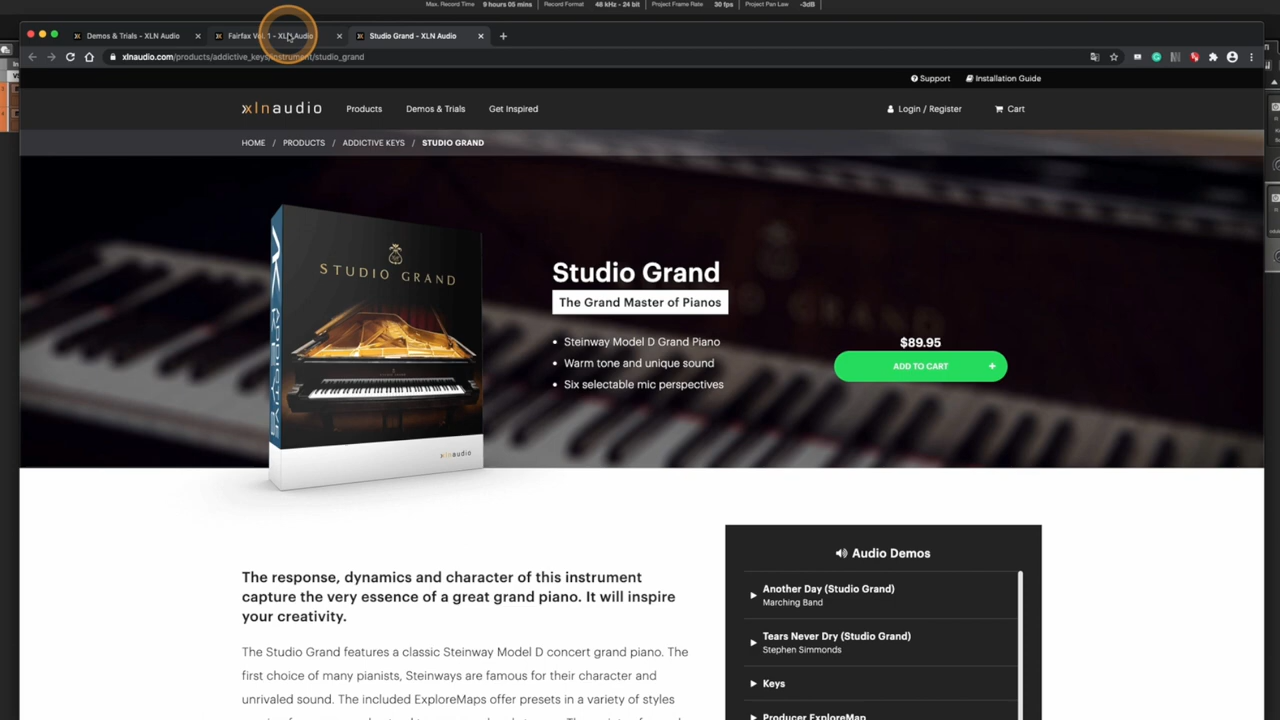 Max. Record Time 9 hours 05 mins Record Format 48 kHz - 24 bit Project Frame Rate 30 fps Project Pan Law -3dB
Demos & Trials - XLN Audio Fairfax Vol. 1 - XLN Audio Studio Grand - XLN Audio
xlnaudio.com/products/addictive_keys/instrument/studio_grand
Support Installation Guide
xlnaudio Products Demos & Trials Get Inspired Login / Register Cart
HOME / PRODUCTS / ADDICTIVE KEYS / STUDIO GRAND
STUDIO GRAND
xlnaudio
Studio Grand
The Grand Master of Pianos
• Steinway Model D Grand Piano
• Warm tone and unique sound
• Six selectable mic perspectives
$89.95
ADD TO CART +
The response, dynamics and character of this instrument
capture the very essence of a great grand piano. It will inspire
your creativity.
The Studio Grand features a classic Steinway Model D concert grand piano. The
first choice of many pianists, Steinways are famous for their character and
unrivaled sound. The included ExploreMaps offer presets in a variety of styles
Audio Demos
Another Day (Studio Grand)
Marching Band
Tears Never Dry (Studio Grand)
Stephen Simmonds
Keys
Producer ExploreMap